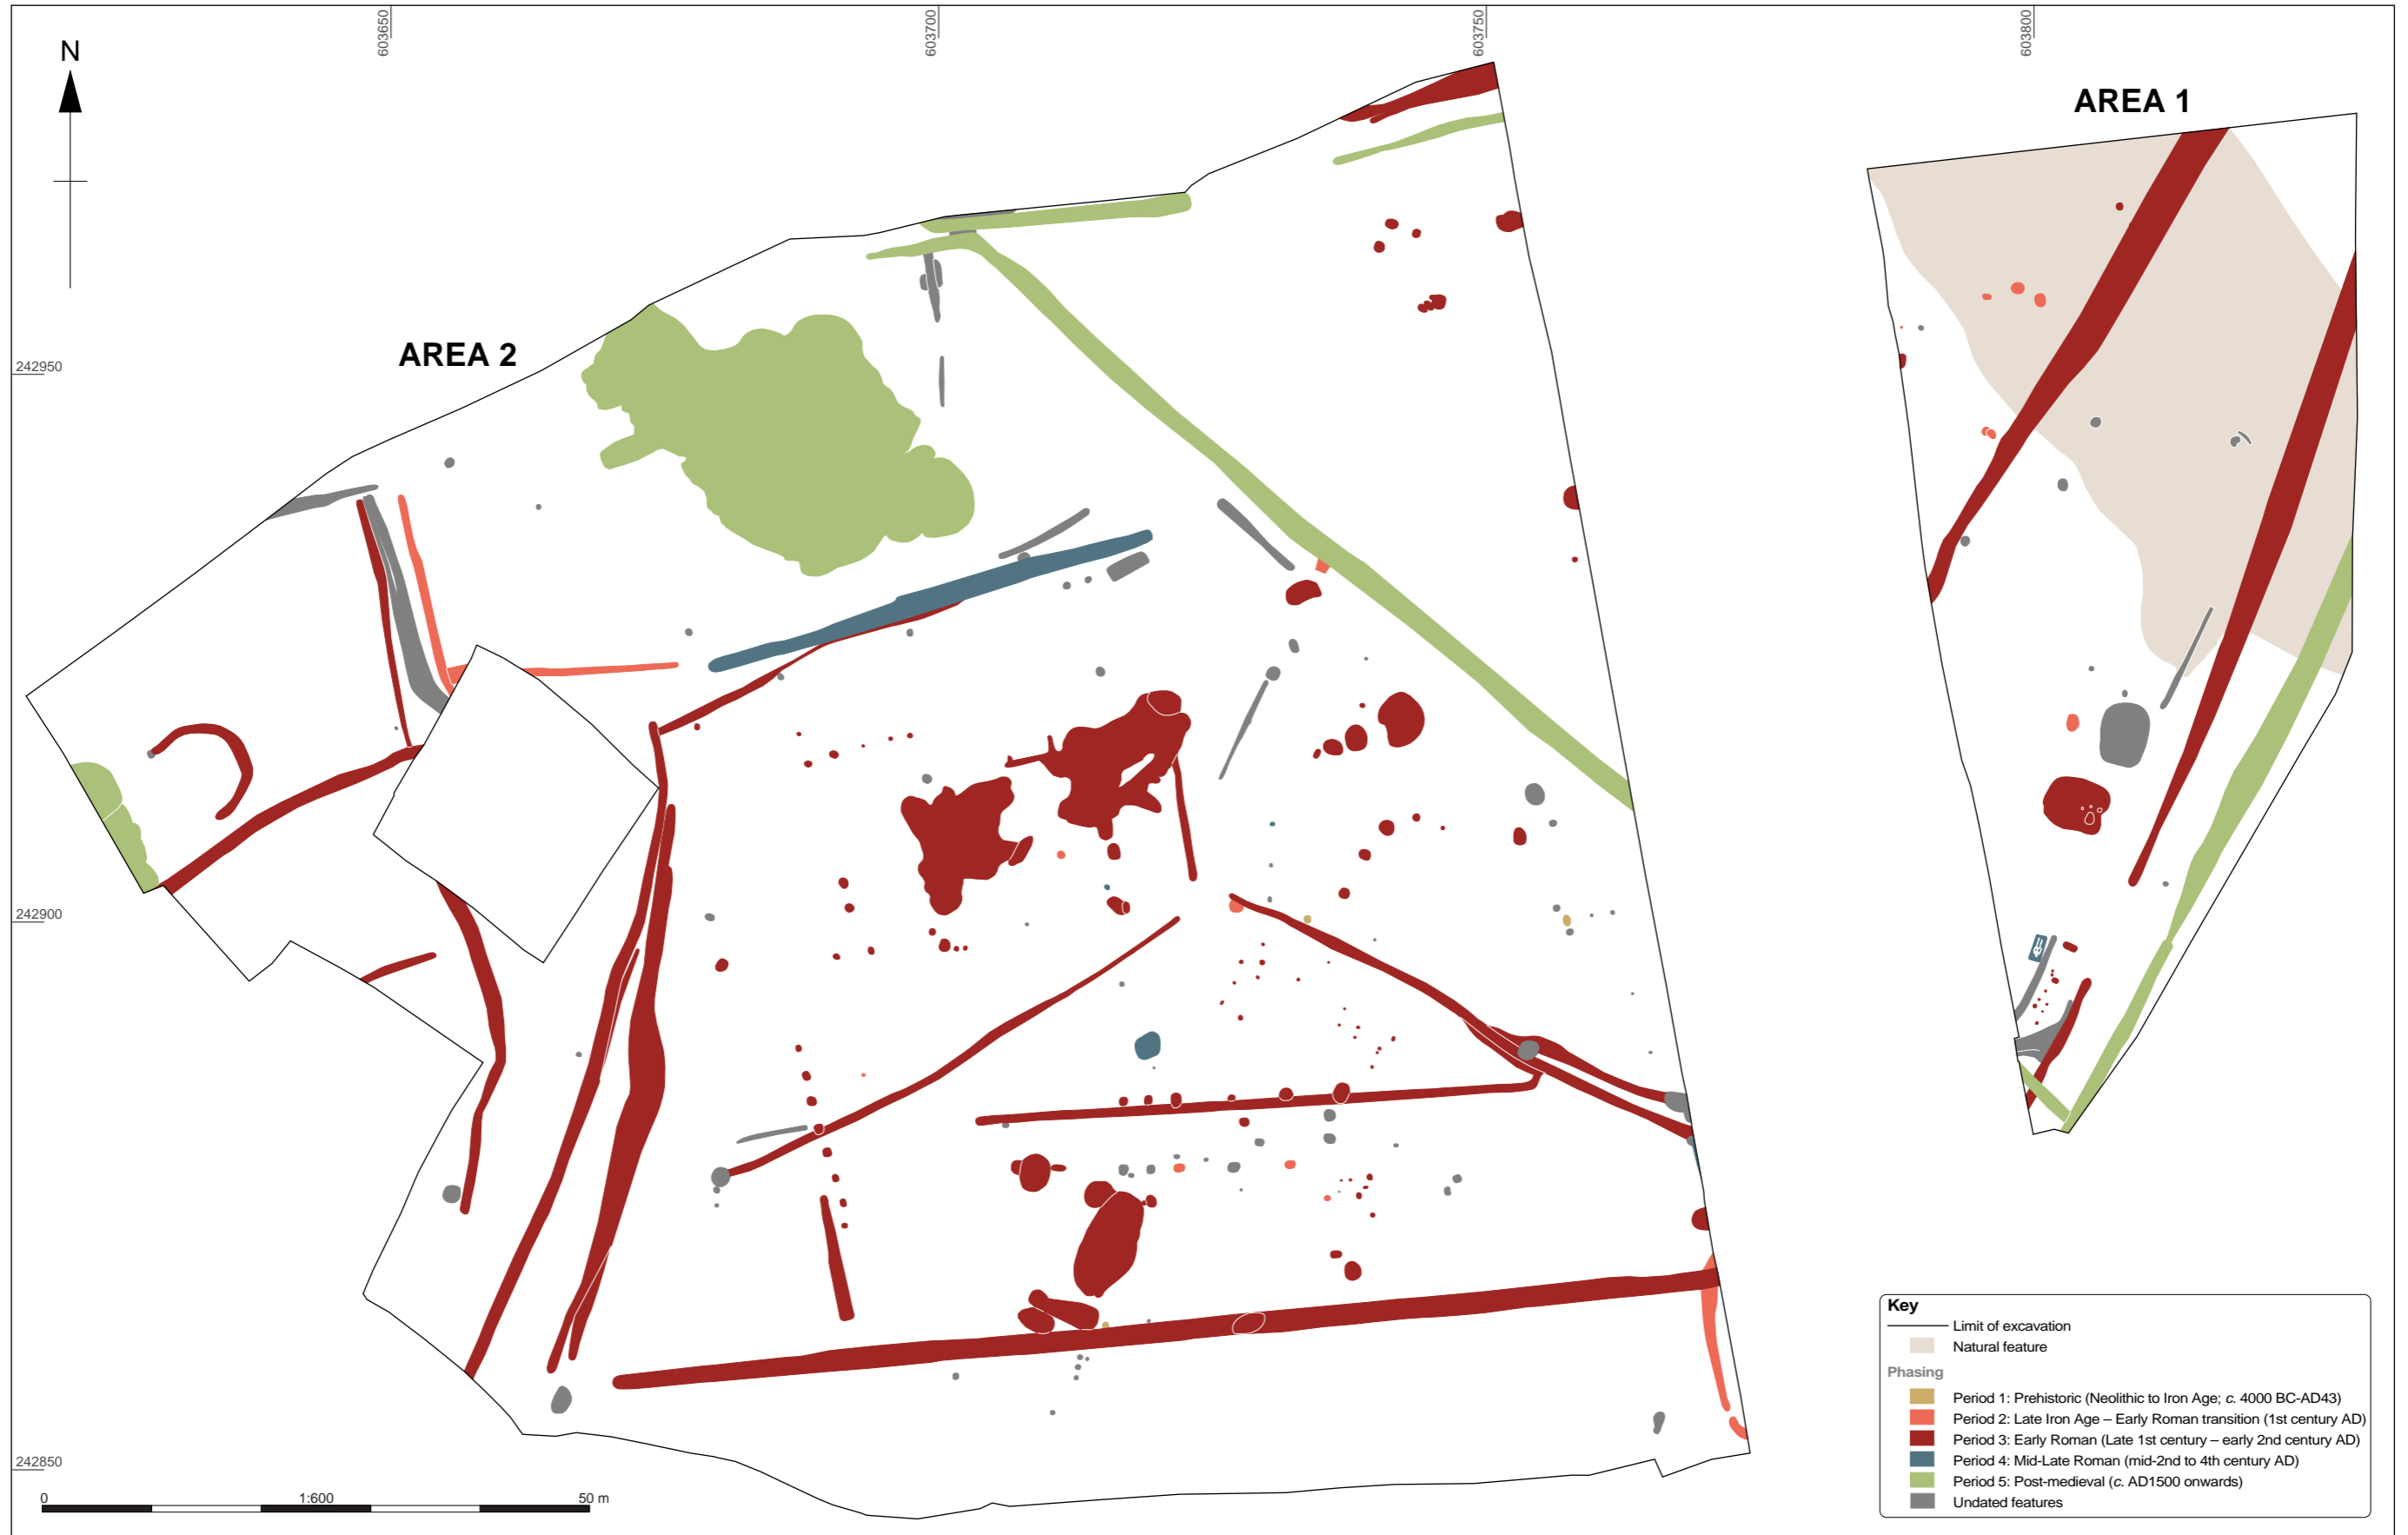 603650
603700
603750
603800
N
AREA 1
AREA 2
242950
242900
242850
0
1:600
50 m
Key
Limit of excavation
Natural feature
Phasing
Period 1: Prehistoric (Neolithic to Iron Age; c. 4000 BC-AD43)
Period 2: Late Iron Age – Early Roman transition (1st century AD)
Period 3: Early Roman (Late 1st century – early 2nd century AD)
Period 4: Mid-Late Roman (mid-2nd to 4th century AD)
Period 5: Post-medieval (c. AD1500 onwards)
Undated features